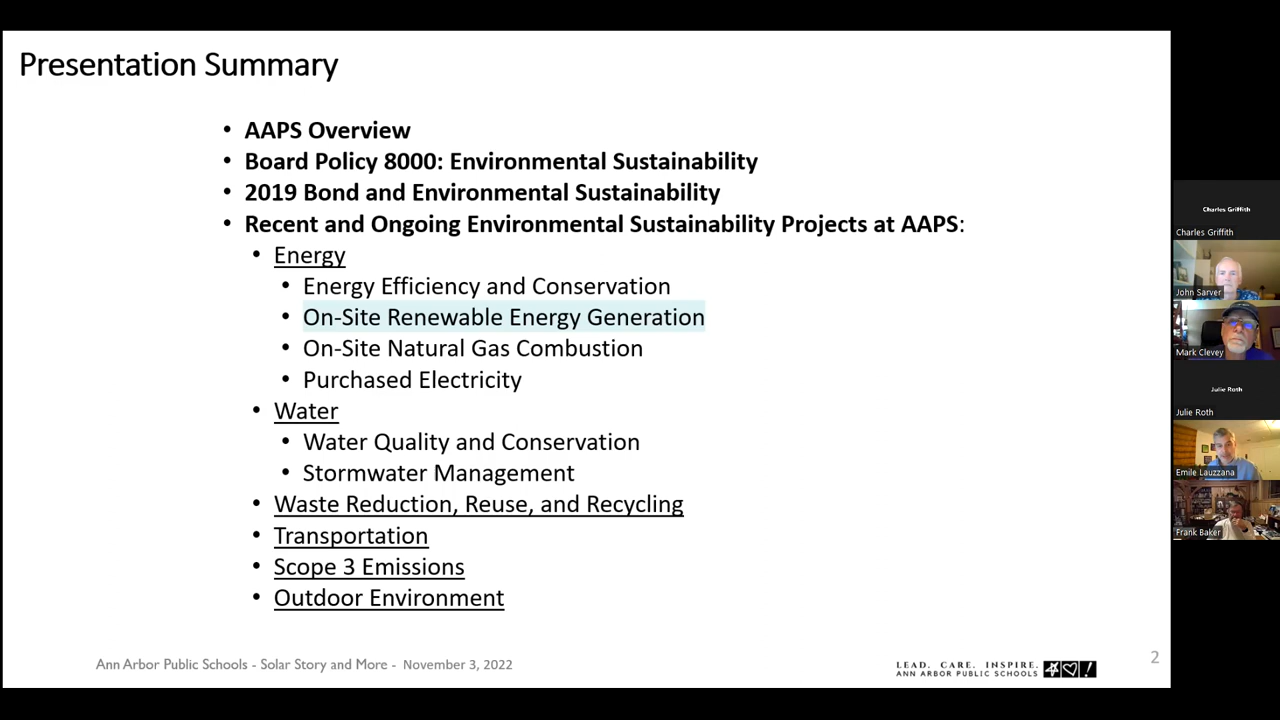 Presentation Summary
• AAPS Overview
• Board Policy 8000: Environmental Sustainability
• 2019 Bond and Environmental Sustainability
• Recent and Ongoing Environmental Sustainability Projects at AAPS:
• Energy
• Energy Efficiency and Conservation
• On-Site Renewable Energy Generation
• On-Site Natural Gas Combustion
• Purchased Electricity
• Water
• Water Quality and Conservation
• Stormwater Management
• Waste Reduction, Reuse, and Recycling
• Transportation
• Scope 3 Emissions
• Outdoor Environment
Ann Arbor Public Schools - Solar Story and More - November 3, 2022
LEAD. CARE. INSPIRE.
ANN ARBOR PUBLIC SCHOOLS
2
Charles Griffith
Charles Griffith
John Sarver
Mark Clevey
Julie Roth
Julie Roth
Emile Lauzzana
Frank Baker